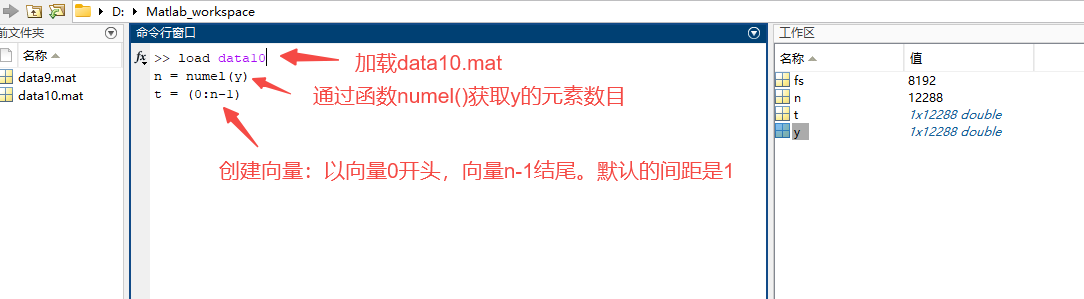 D: Matlab_workspace
前文件夹
名称
data9.mat
data10.mat
命令行窗口
fx >> load data10
n = numel(y)
t = (0:n-1)
加载data10.mat
通过函数numel()获取y的元素数目
创建向量：以向量0开头，向量n-1结尾。默认的间距是1
工作区
名称 值
fs 8192
n 12288
t 1x12288 double
y 1x12288 double